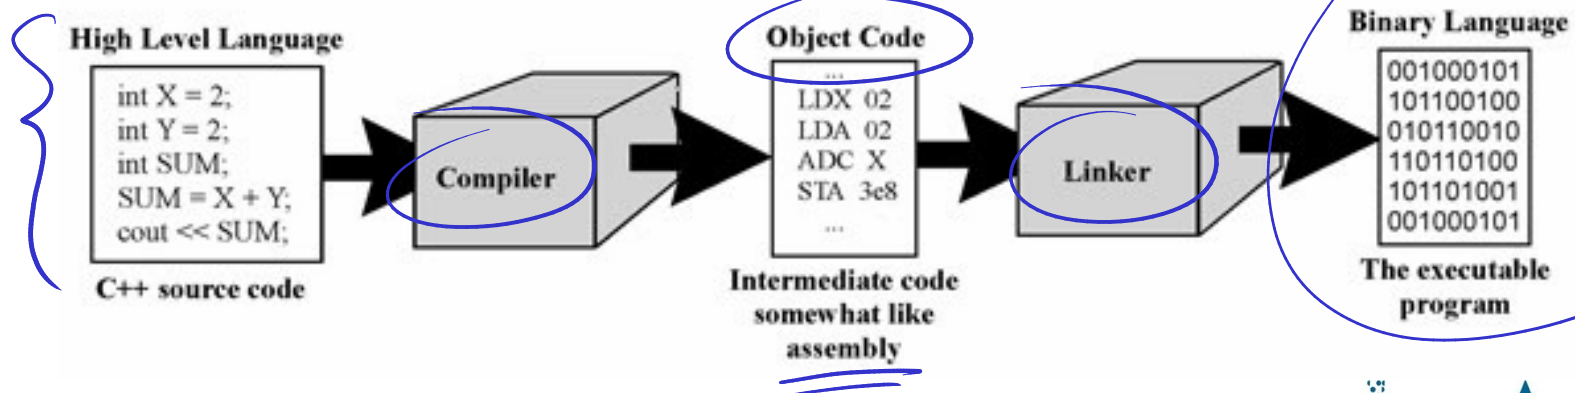 High Level Language
int X = 2;
int Y = 2;
int SUM;
SUM = X + Y;
cout << SUM;
C++ source code
Compiler
Object Code
...
LDX 02
LDA 02
ADC X
STA 3e8
...
Intermediate code
somewhat like
assembly
Linker
Binary Language
001000101
101100100
010110010
110110100
101101001
001000101
The executable
program